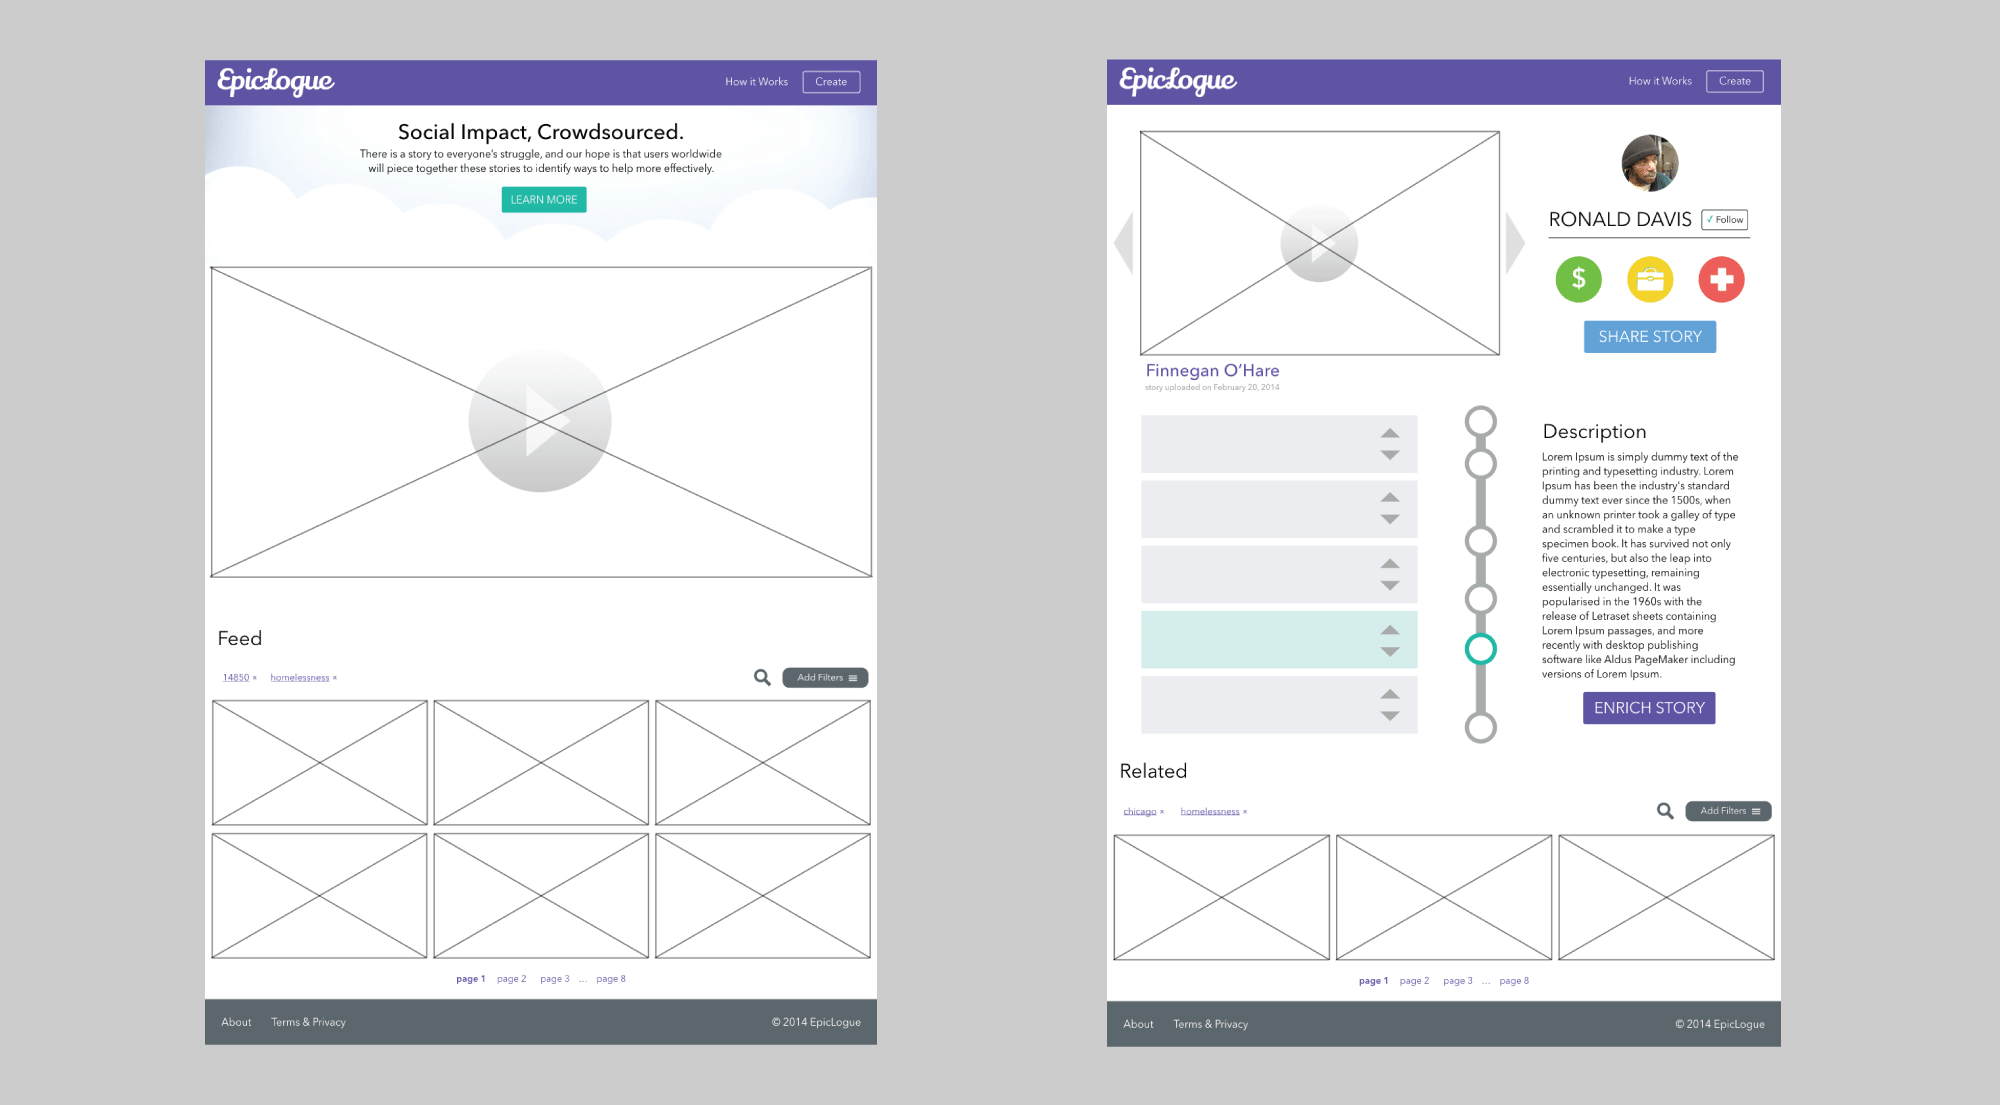 EpicLogue
How it Works
Create
Social Impact, Crowdsourced.
There is a story to everyone's struggle, and our hope is that users worldwide
will piece together these stories to identify ways to help more effectively.
LEARN MORE
Feed
14850 ×
homelessness ×
Add Filters
page 1 page 2 page 3 ... page 8
About Terms & Privacy © 2014 EpicLogue
EpicLogue
How it Works
Create
RONALD DAVIS
✓ Follow
$
SHARE STORY
Finnegan O'Hare
story uploaded on February 20, 2014
Description
Lorem Ipsum is simply dummy text of the
printing and typesetting industry. Lorem
Ipsum has been the industry's standard
dummy text ever since the 1500s, when
an unknown printer took a galley of type
and scrambled it to make a type
specimen book. It has survived not only
five centuries, but also the leap into
electronic typesetting, remaining
essentially unchanged. It was
popularised in the 1960s with the
release of Letraset sheets containing
Lorem Ipsum passages, and more
recently with desktop publishing
software like Aldus PageMaker including
versions of Lorem Ipsum.
ENRICH STORY
Related
chicago ×
homelessness ×
Add Filters
page 1 page 2 page 3 ... page 8
About Terms & Privacy © 2014 EpicLogue